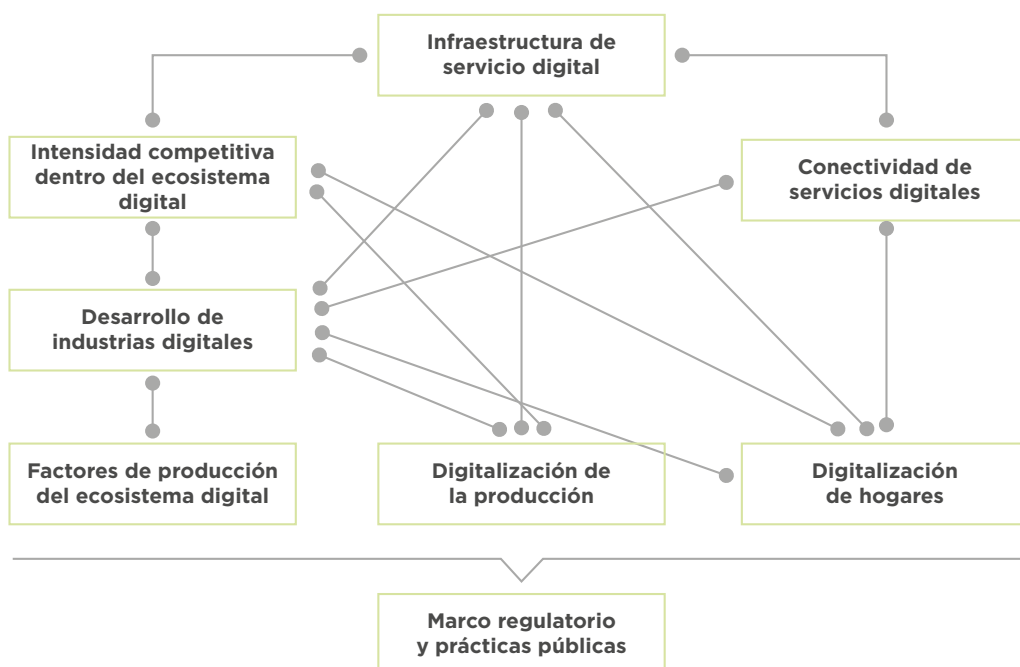 Infraestructura de
servicio digital
Intensidad competitiva
dentro del ecosistema
digital
Conectividad de
servicios digitales
Desarrollo de
industrias digitales
Factores de producción
del ecosistema digital
Digitalización de
la producción
Digitalización
de hogares
Marco regulatorio
y prácticas públicas